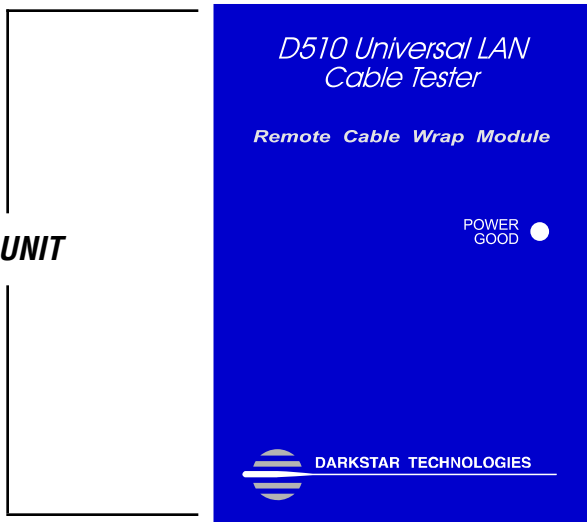 D510 Universal LAN
Cable Tester
Remote Cable Wrap Module
POWER
GOOD
UNIT
DARKSTAR TECHNOLOGIES